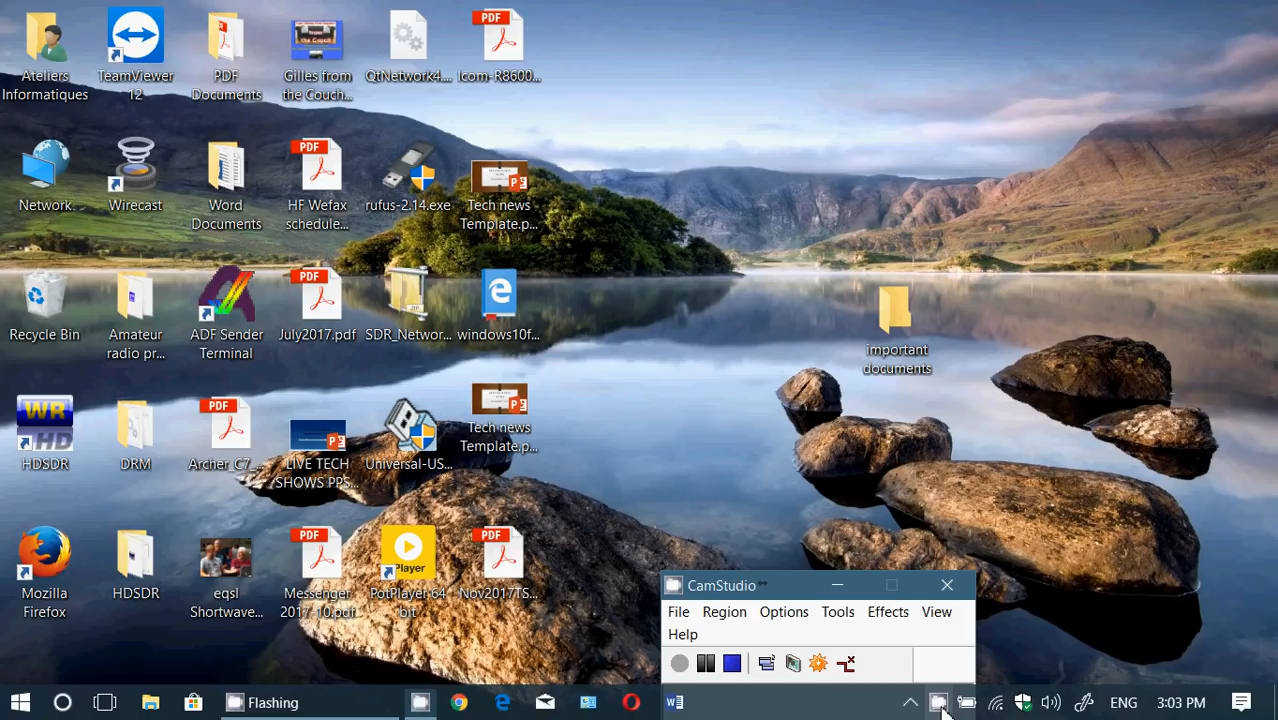 Ateliers
Informatiques
TeamViewer
12
PDF
Documents
Gilles from
the Couch...
QtNetwork4....
Icom-R8600...
Network
Wirecast
Word
Documents
HF Wefax
schedule...
rufus-2.14.exe
Tech news
Template.p...
Recycle Bin
Amateur
radio pr...
ADF Sender
Terminal
July2017.pdf
SDR_Networ...
windows10f...
important
documents
HDSDR
DRM
Archer_C7_...
LIVE TECH
SHOWS PPS...
Universal-US...
Tech news
Template.p...
Mozilla
Firefox
HDSDR
eqsl
Shortwave...
Messenger
2017-10.pdf
PotPlayer 64
bit
Nov2017TS...
CamStudio**
File Region Options Tools Effects View
Help
Flashing
ENG
3:03 PM